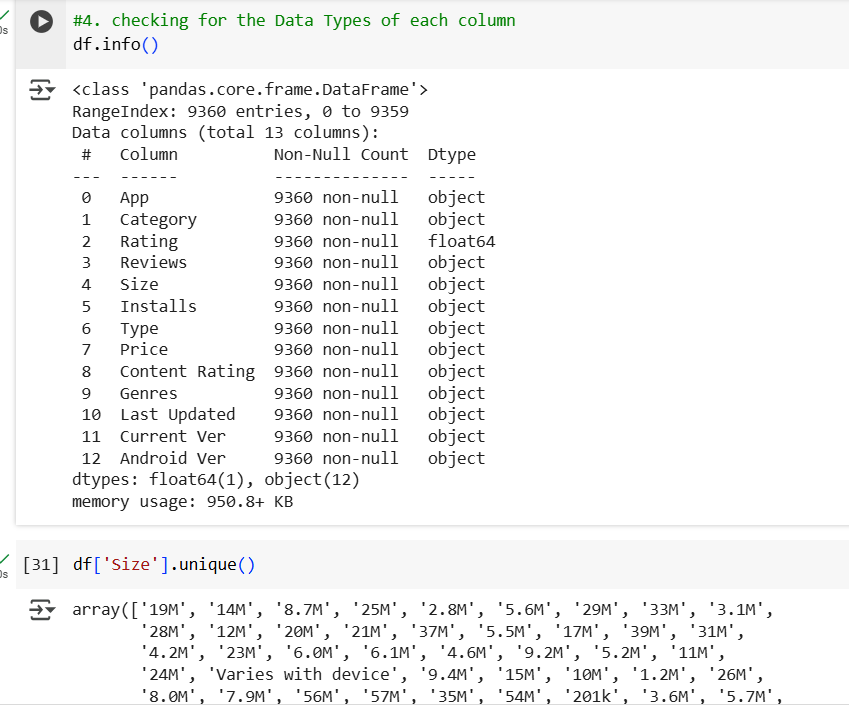 #4. checking for the Data Types of each column
0s
df.info()
<class 'pandas.core.frame.DataFrame'>
RangeIndex: 9360 entries, 0 to 9359
Data columns (total 13 columns):
 #   Column          Non-Null Count  Dtype
---  ------          --------------  -----
 0   App             9360 non-null   object
 1   Category        9360 non-null   object
 2   Rating          9360 non-null   float64
 3   Reviews         9360 non-null   object
 4   Size            9360 non-null   object
 5   Installs        9360 non-null   object
 6   Type            9360 non-null   object
 7   Price           9360 non-null   object
 8   Content Rating  9360 non-null   object
 9   Genres          9360 non-null   object
 10  Last Updated    9360 non-null   object
 11  Current Ver     9360 non-null   object
 12  Android Ver     9360 non-null   object
dtypes: float64(1), object(12)
memory usage: 950.8+ KB
[31] df['Size'].unique()
0s
array(['19M', '14M', '8.7M', '25M', '2.8M', '5.6M', '29M', '33M', '3.1M',
       '28M', '12M', '20M', '21M', '37M', '5.5M', '17M', '39M', '31M',
       '4.2M', '23M', '6.0M', '6.1M', '4.6M', '9.2M', '5.2M', '11M',
       '24M', 'Varies with device', '9.4M', '15M', '10M', '1.2M', '26M',
       '8.0M', '7.9M', '56M', '57M', '35M', '54M', '201k', '3.6M', '5.7M',